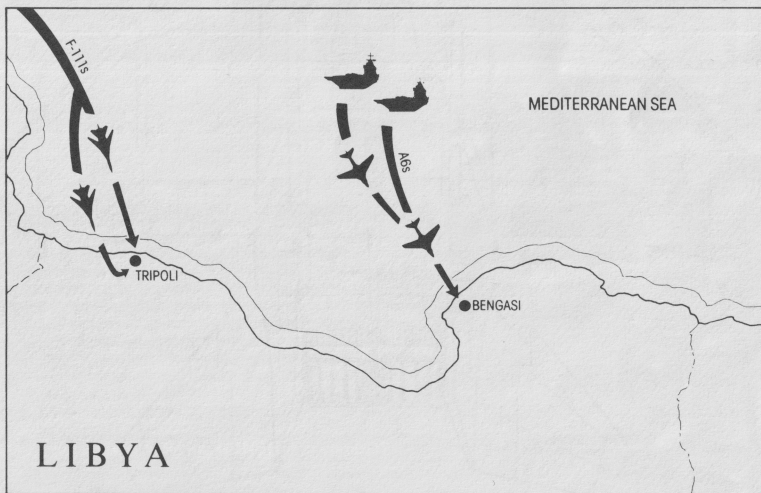 F-111s
A6s
MEDITERRANEAN SEA
TRIPOLI
BENGASI
LIBYA